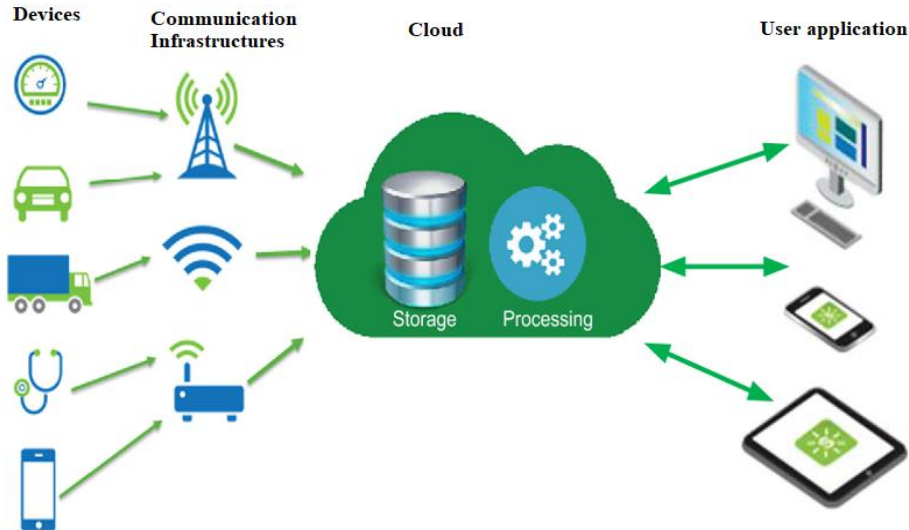 Devices
Communication
Infrastructures
Cloud
User application
Storage
Processing